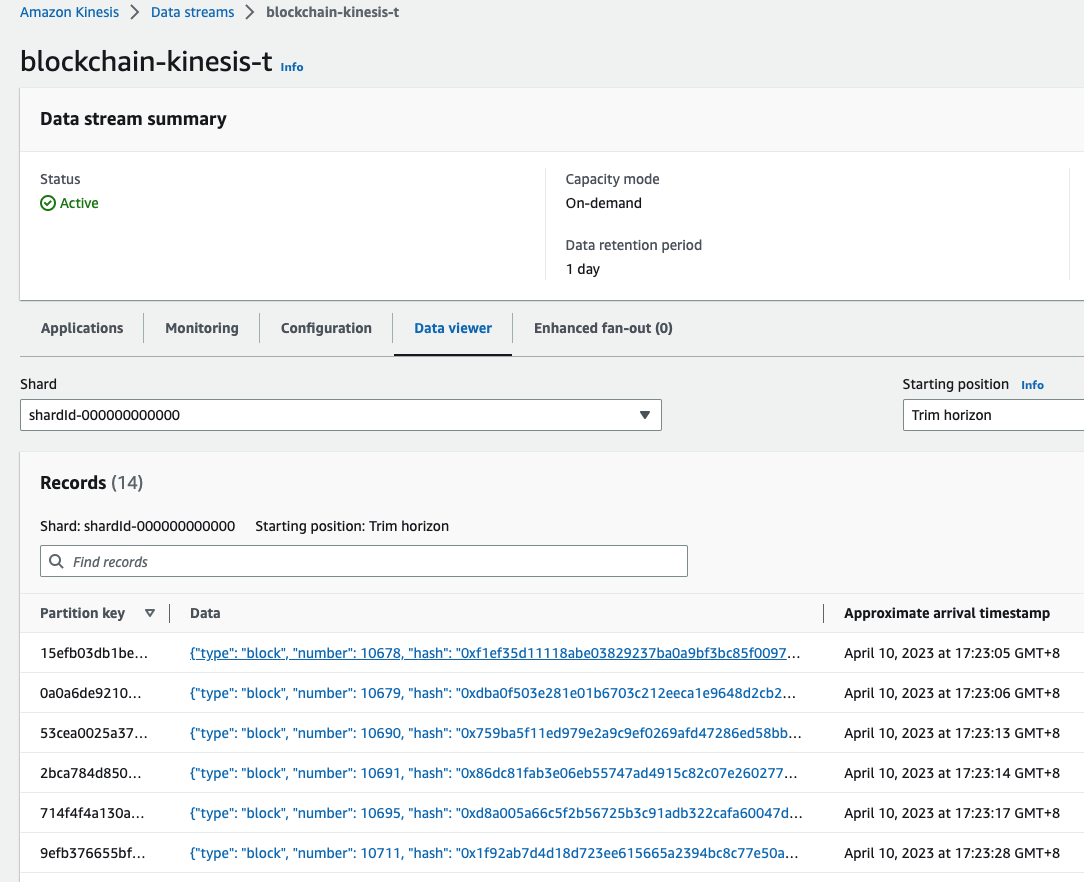 Amazon Kinesis > Data streams > blockchain-kinesis-t
blockchain-kinesis-t Info
Data stream summary
Status
Active
Capacity mode
On-demand
Data retention period
1 day
Applications Monitoring Configuration Data viewer Enhanced fan-out (0)
Shard
shardId-000000000000
Starting position Info
Trim horizon
Records (14)
Shard: shardId-000000000000 Starting position: Trim horizon
Find records
Partition key Data Approximate arrival timestamp
15efb03db1be... {"type": "block", "number": 10678, "hash": "0xf1ef35d11118abe03829237ba0a9bf3bc85f0097... April 10, 2023 at 17:23:05 GMT+8
0a0a6de9210... {"type": "block", "number": 10679, "hash": "0xdba0f503e281e01b6703c212eeca1e9648d2cb2... April 10, 2023 at 17:23:06 GMT+8
53cea0025a37... {"type": "block", "number": 10690, "hash": "0x759ba5f11ed979e2a9c9ef0269afd47286ed58bb... April 10, 2023 at 17:23:13 GMT+8
2bca784d850... {"type": "block", "number": 10691, "hash": "0x86dc81fab3e06eb55747ad4915c82c07e260277... April 10, 2023 at 17:23:14 GMT+8
714f4f4a130a... {"type": "block", "number": 10695, "hash": "0xd8a005a66c5f2b56725b3c91adb322cafa60047d... April 10, 2023 at 17:23:17 GMT+8
9efb376655bf... {"type": "block", "number": 10711, "hash": "0x1f92ab7d4d18d723ee615665a2394bc8c77e50a... April 10, 2023 at 17:23:28 GMT+8